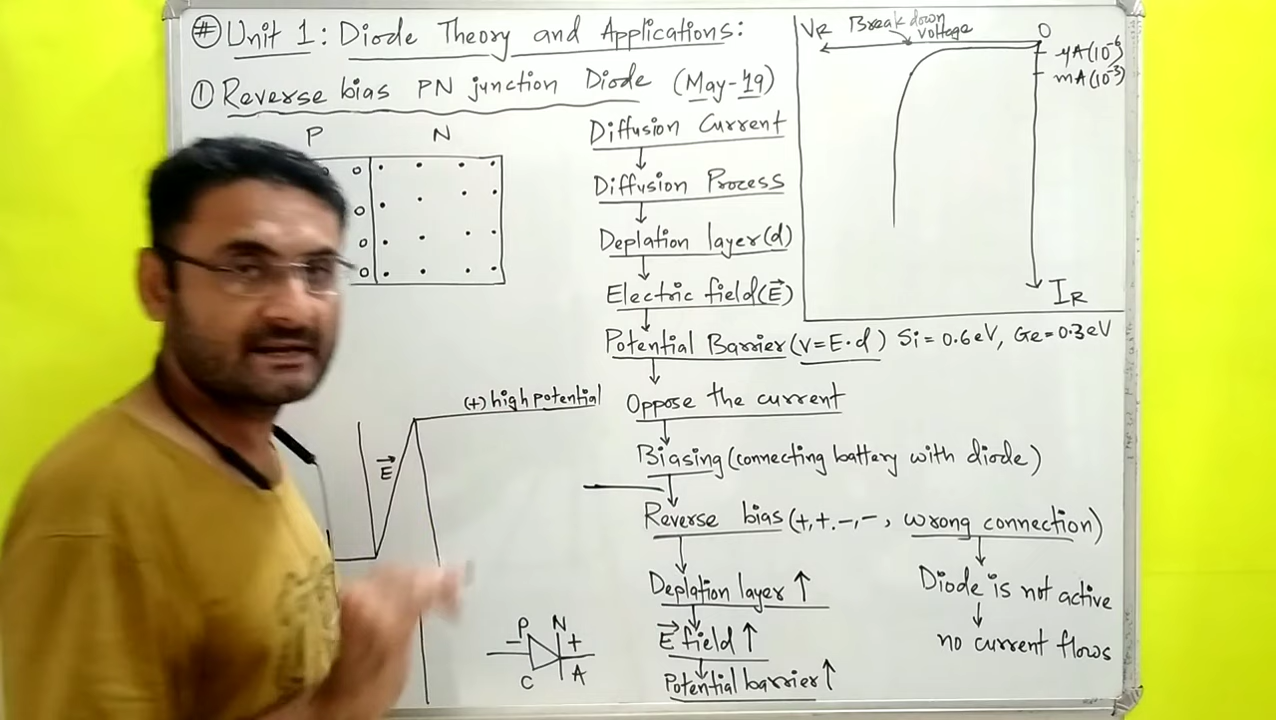 # Unit 1: Diode Theory and Applications:
① Reverse bias PN junction Diode (May-19)
P N
Diffusion Current
Diffusion Process
Deplation layer(d)
Electric field(E⃗)
Potential Barrier(V=E·d) Si=0.6eV, Ge=0.3eV
Oppose the current
Biasing(connecting battery with diode)
Reverse bias(+,+.-,-, wrong connection)
Deplation layer ↑
E⃗ field ↑
Potential barrier ↑
Diode is not active
no current flows
VR Break down voltage O
μA(10⁻⁶)
mA(10⁻³)
IR
(+) high potential
E⃗
P N
- +
C A